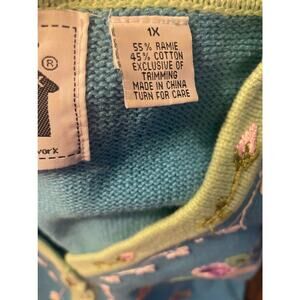 ®
1X
55% RAMIE
45% COTTON
EXCLUSIVE OF
TRIMMING
MADE IN CHINA
TURN FOR CARE